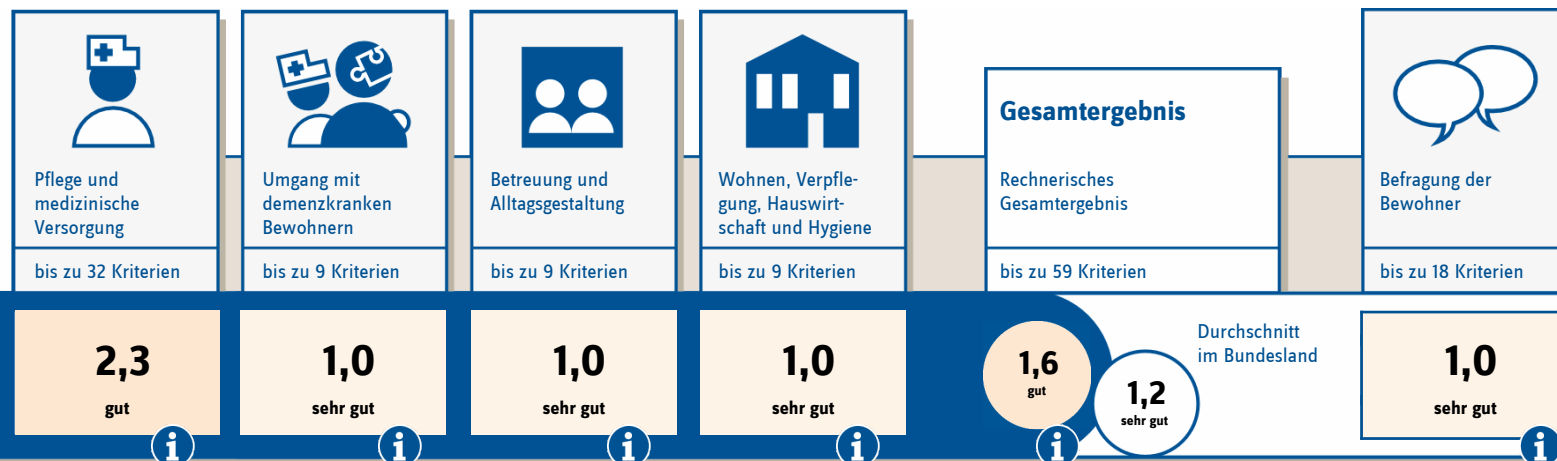 Pflege und
medizinische
Versorgung
bis zu 32 Kriterien
2,3
gut
Umgang mit
demenzkranken
Bewohnern
bis zu 9 Kriterien
1,0
sehr gut
Betreuung und
Alltagsgestaltung
bis zu 9 Kriterien
1,0
sehr gut
Wohnen, Verpfle-
gung, Hauswirt-
schaft und Hygiene
bis zu 9 Kriterien
1,0
sehr gut
Gesamtergebnis
Rechnerisches
Gesamtergebnis
bis zu 59 Kriterien
1,6
gut
1,2
sehr gut
Durchschnitt
im Bundesland
Befragung der
Bewohner
bis zu 18 Kriterien
1,0
sehr gut
i
i
i
i
i
i